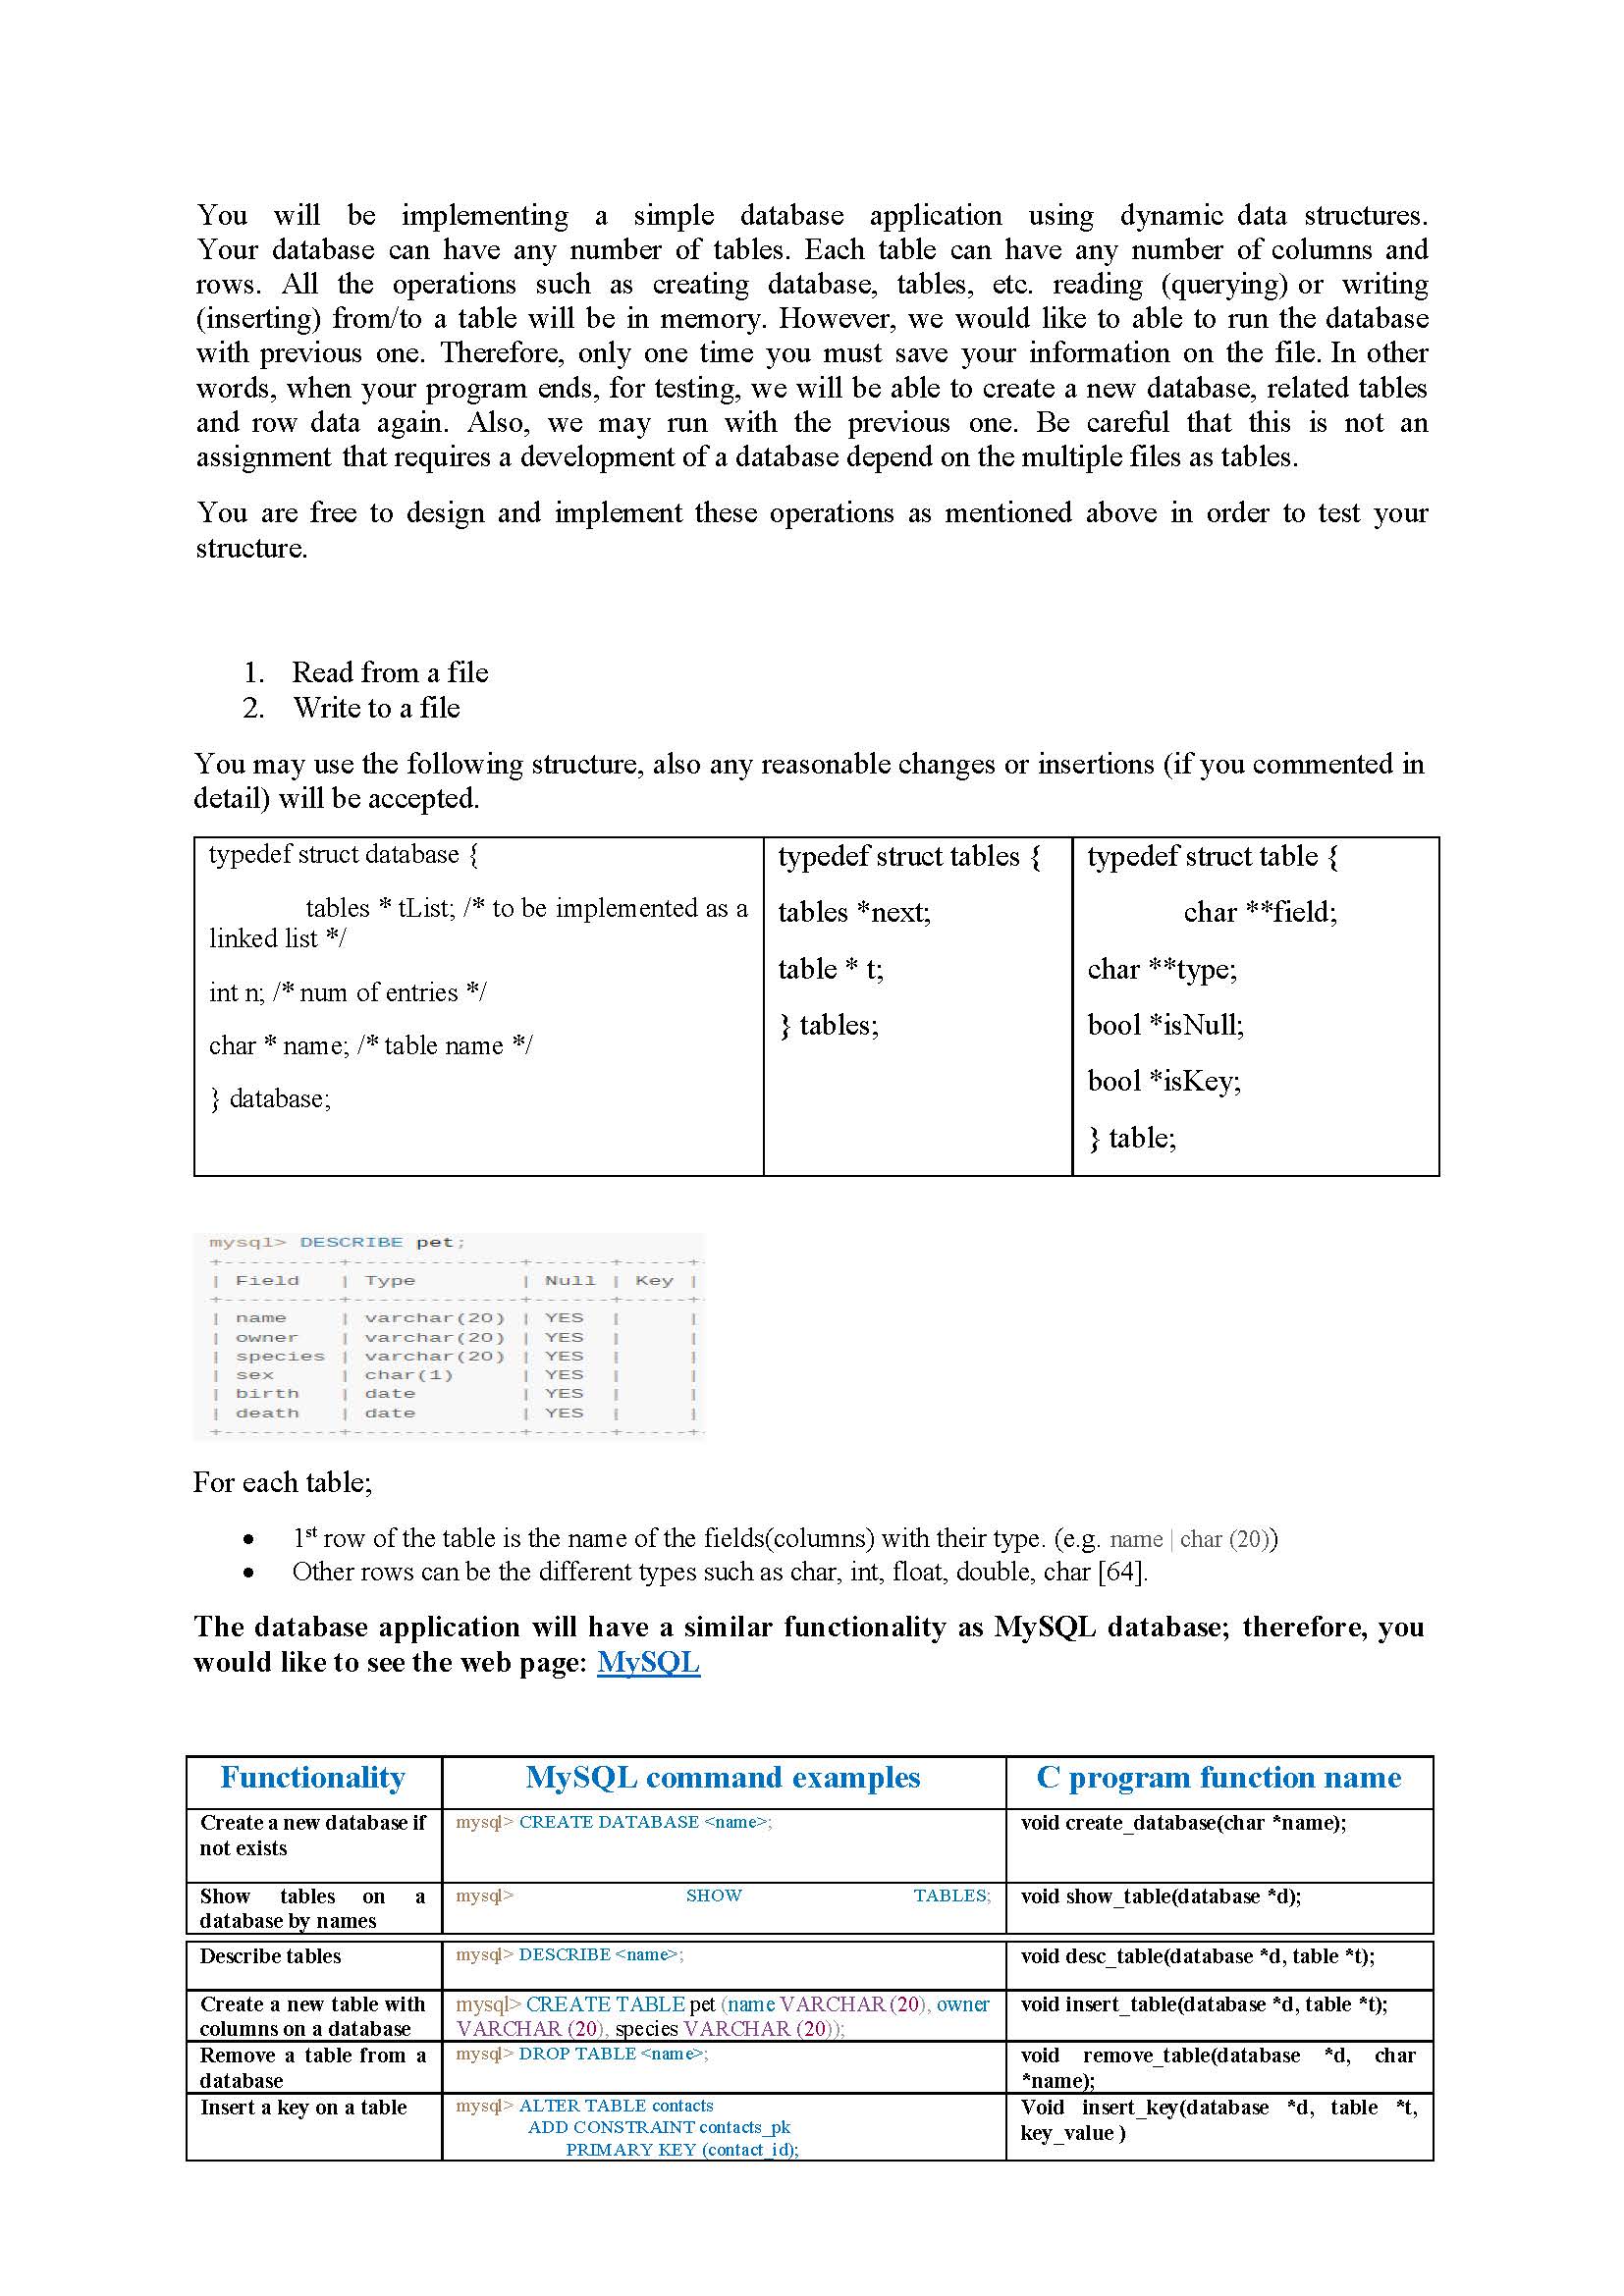 You will be implementing a simple database application using dynamic data structures.
Your database can have any number of tables. Each table can have any number of columns and
rows. All the operations such as creating database, tables, etc. reading (querying) or writing
(inserting) from/to a table will be in memory. However, we would like to able to run the database
with previous one. Therefore, only one time you must save your information on the file. In other
words, when your program ends, for testing, we will be able to create a new database, related tables
and row data again. Also, we may run with the previous one. Be careful that this is not an
assignment that requires a development of a database depend on the multiple files as tables.
You are free to design and implement these operations as mentioned above in order to test your
structure.
1. Read from a file
2. Write to a file
You may use the following structure, also any reasonable changes or insertions (if you commented in
detail) will be accepted.
typedef struct database {
tables * tList; /* to be implemented as a
linked list */
int n; /* num of entries */
char * name; /* table name */
} database;
typedef struct tables {
tables *next;
table * t;
} tables;
typedef struct table {
char **field;
char **type;
bool *isNull;
bool *isKey;
} table;
mysql> DESCRIBE pet;
+---------+-------------+------+-----+
| Field | Type | Null | Key |
+---------+-------------+------+-----+
| name | varchar(20) | YES | |
| owner | varchar(20) | YES | |
| species | varchar(20) | YES | |
| sex | char(1) | YES | |
| birth | date | YES | |
| death | date | YES | |
+---------+-------------+------+-----+
For each table;
• 1st row of the table is the name of the fields(columns) with their type. (e.g. name | char (20))
• Other rows can be the different types such as char, int, float, double, char [64].
The database application will have a similar functionality as MySQL database; therefore, you
would like to see the web page: MySQL
Functionality MySQL command examples C program function name
Create a new database if
not exists
mysql> CREATE DATABASE <name>;
void create_database(char *name);
Show tables on a
database by names
mysql> SHOW TABLES;
void show_table(database *d);
Describe tables
mysql> DESCRIBE <name>;
void desc_table(database *d, table *t);
Create a new table with
columns on a database
mysql> CREATE TABLE pet (name VARCHAR (20), owner
VARCHAR (20), species VARCHAR (20));
void insert_table(database *d, table *t);
Remove a table from a
database
mysql> DROP TABLE <name>;
void remove_table(database *d, char
*name);
Insert a key on a table
mysql> ALTER TABLE contacts
ADD CONSTRAINT contacts_pk
PRIMARY KEY (contact_id);
Void insert_key(database *d, table *t,
key_value )